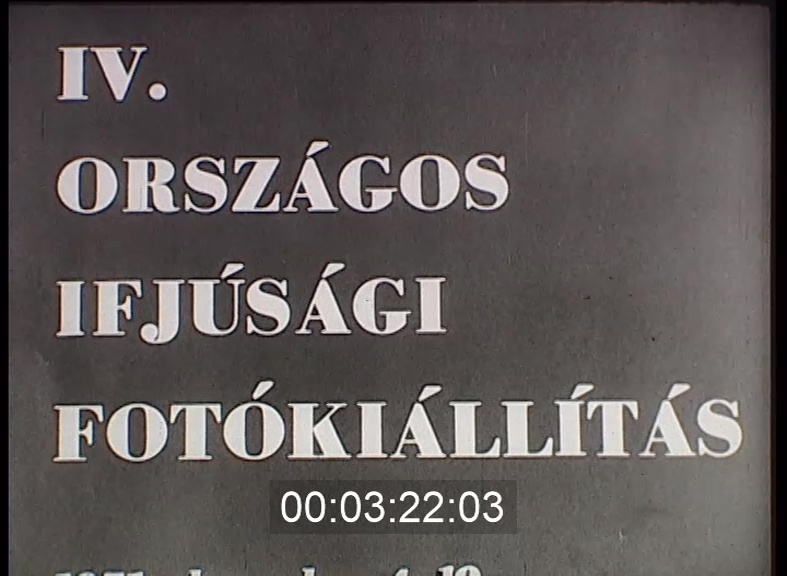 IV.
ORSZÁGOS
IFJÚSÁGI
FOTÓKIÁLLÍTÁS
00:03:22:03